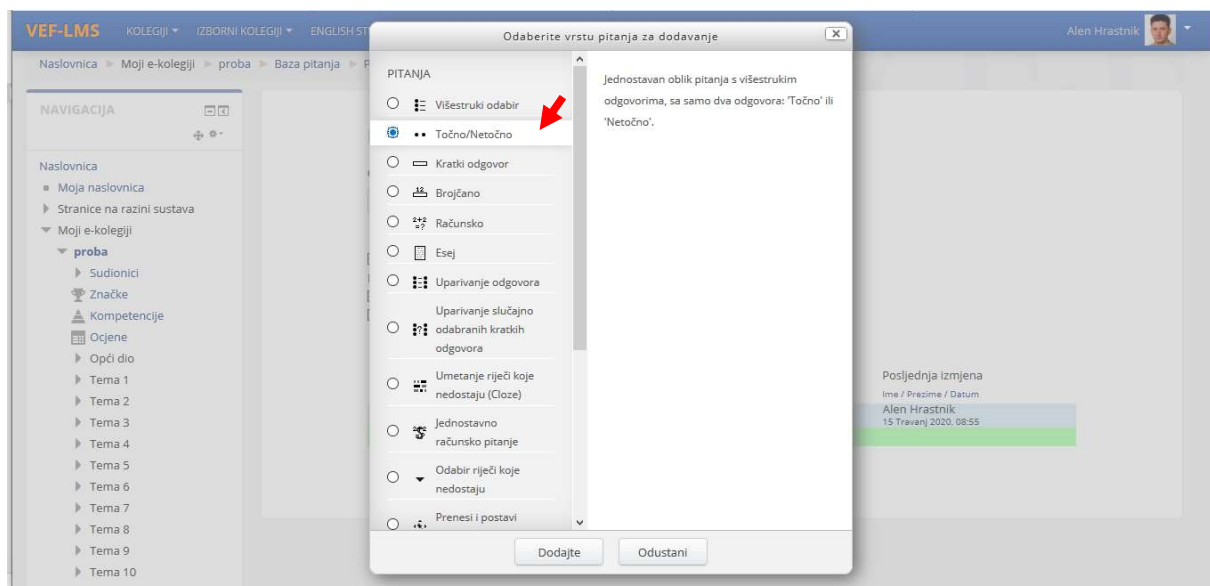 VEF-LMS KOLEGIJI IZBORNI KOLEGIJI ENGLISH ST
Alen Hrastnik
Naslovnica Moji e-kolegiji proba Baza pitanja P
NAVIGACIJA
Naslovnica
Moja naslovnica
Stranice na razini sustava
Moji e-kolegiji
proba
Sudionici
Značke
Kompetencije
Ocjene
Opći dio
Tema 1
Tema 2
Tema 3
Tema 4
Tema 5
Tema 6
Tema 7
Tema 8
Tema 9
Tema 10
Odaberite vrstu pitanja za dodavanje
PITANJA
Višestruki odabir
Točno/Netočno
Kratki odgovor
12
Brojčano
2+2
=?
Računsko
Esej
Uparivanje odgovora
Uparivanje slučajno
odabranih kratkih
odgovora
Umetanje riječi koje
nedostaju (Cloze)
Jednostavno
računsko pitanje
Odabir riječi koje
nedostaju
Prenesi i postavi
Jednostavan oblik pitanja s višestrukim
odgovorima, sa samo dva odgovora: 'Točno' ili
'Netočno'.
Dodajte Odustani
Posljednja izmjena
Ime / Prezime / Datum
Alen Hrastnik
15 Travanj 2020, 08:55